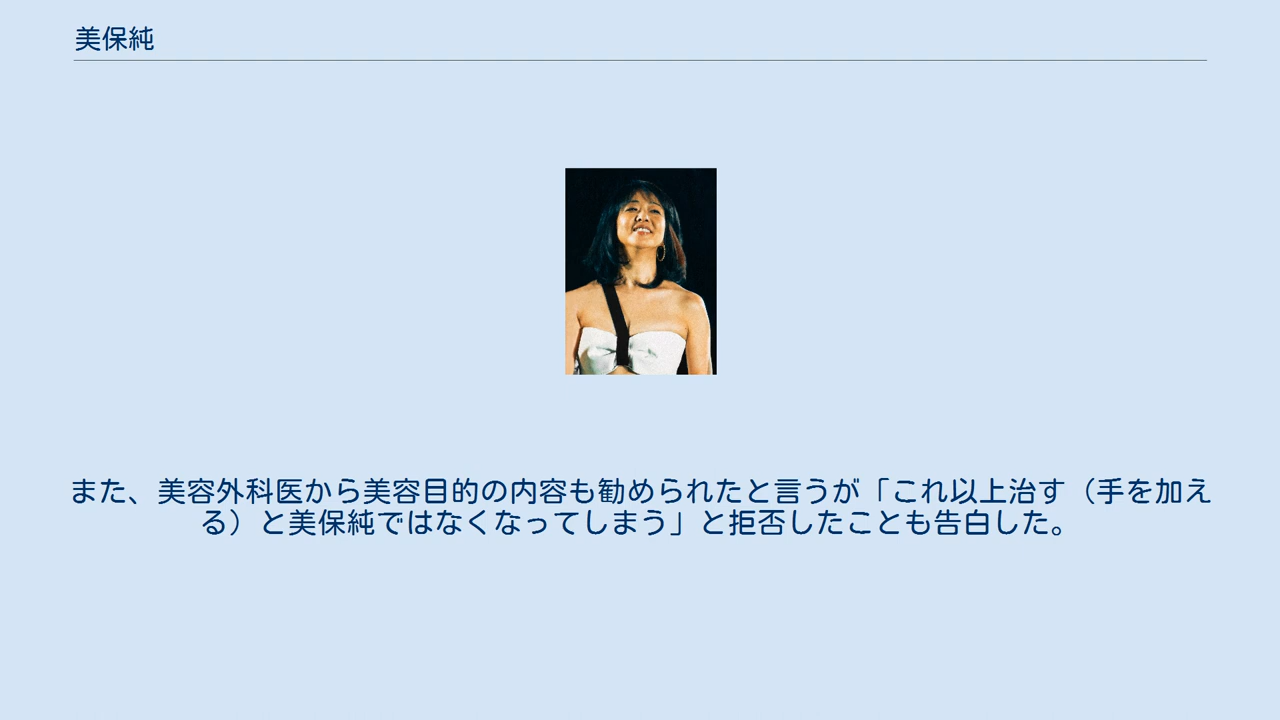 美保純
また、美容外科医から美容目的の内容も勧められたと言うが「これ以上治す（手を加え
る）と美保純ではなくなってしまう」と拒否したことも告白した。